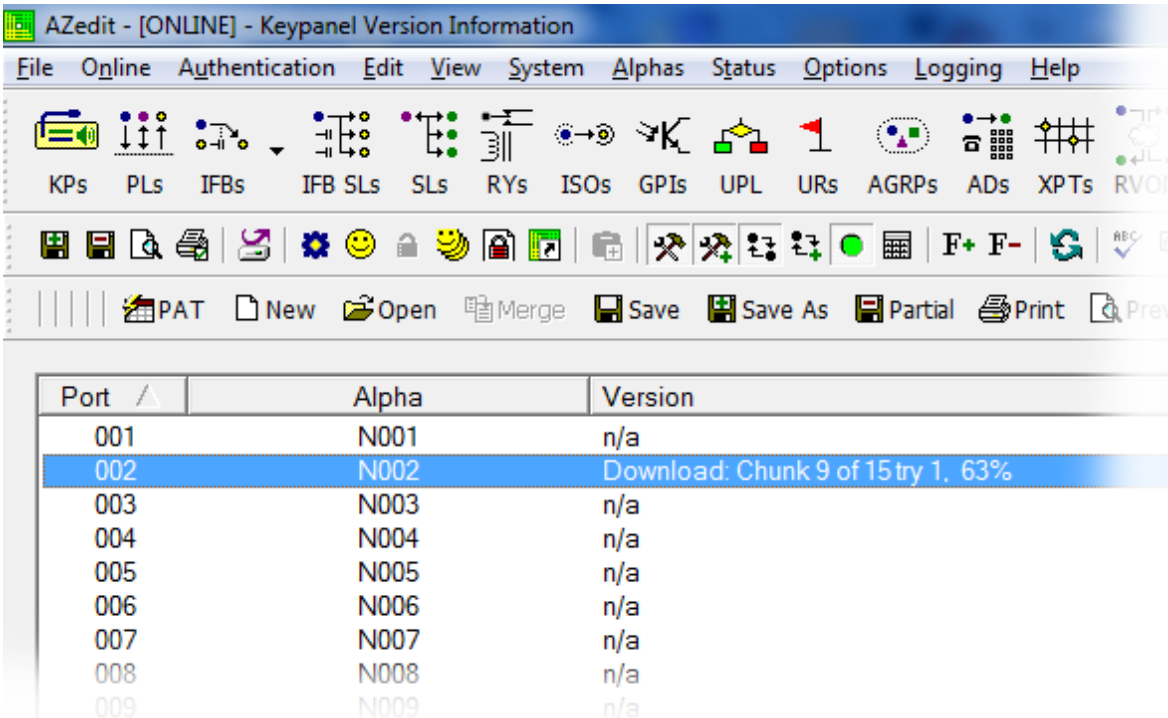 AZedit - [ONLINE] - Keypanel Version Information
File Online Authentication Edit View System Alphas Status Options Logging Help
KPs PLs IFBs IFB SLs SLs RYs ISOs GPIs UPL URs AGRPs ADs XPTs RVO
F+ F- ABC
PAT New Open Merge Save Save As Partial Print Prev
Port Alpha Version
001 N001 n/a
002 N002 Download: Chunk 9 of 15 try 1, 63%
003 N003 n/a
004 N004 n/a
005 N005 n/a
006 N006 n/a
007 N007 n/a
008 N008 n/a
009 N009 n/a